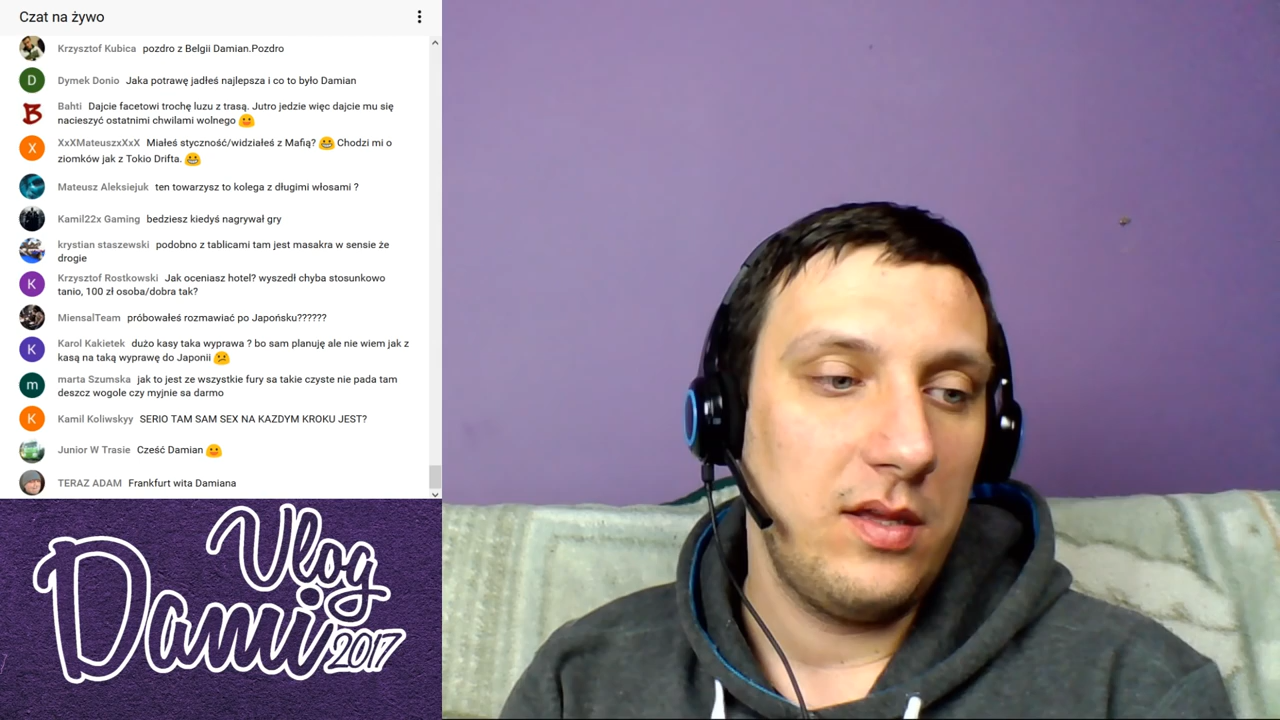 Czat na żywo
Krzysztof Kubica pozdro z Belgii Damian.Pozdro
D Dymek Donio Jaka potrawę jadłeś najlepsza i co to było Damian
B Bahti Dajcie facetowi trochę luzu z trasą. Jutro jedzie więc dajcie mu się
nacieszyć ostatnimi chwilami wolnego
X XxXMateuszxXxX Miałeś styczność/widziałeś z Mafią? Chodzi mi o
ziomków jak z Tokio Drifta.
Mateusz Aleksiejuk ten towarzysz to kolega z długimi włosami ?
Kamil22x Gaming bedziesz kiedyś nagrywał gry
krystian staszewski podobno z tablicami tam jest masakra w sensie że
drogie
K Krzysztof Rostkowski Jak oceniasz hotel? wyszedł chyba stosunkowo
tanio, 100 zł osoba/dobra tak?
MiensalTeam próbowałeś rozmawiać po Japońsku??????
K Karol Kakietek dużo kasy taka wyprawa ? bo sam planuję ale nie wiem jak z
kasą na taką wyprawę do Japonii
m marta Szumska jak to jest ze wszystkie fury sa takie czyste nie pada tam
deszcz wogole czy myjnie sa darmo
K Kamil Koliwskyy SERIO TAM SAM SEX NA KAZDYM KROKU JEST?
Junior W Trasie Cześć Damian
TERAZ ADAM Frankfurt wita Damiana
Vlog
Dami
2017